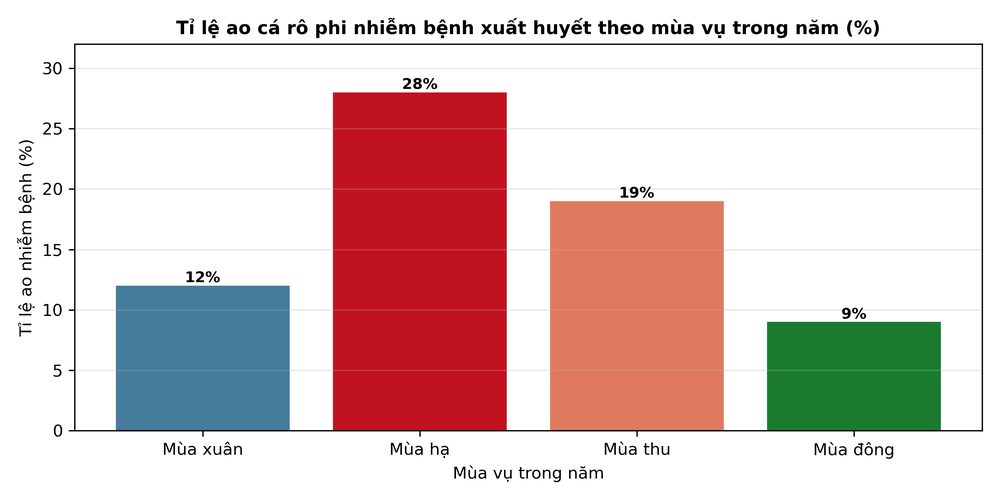 Tỉ lệ ao cá rô phi nhiễm bệnh xuất huyết theo mùa vụ trong năm (%)
Tỉ lệ ao nhiễm bệnh (%)
30
25
20
15
10
5
0
12%
28%
19%
9%
Mùa xuân
Mùa hạ
Mùa thu
Mùa đông
Mùa vụ trong năm